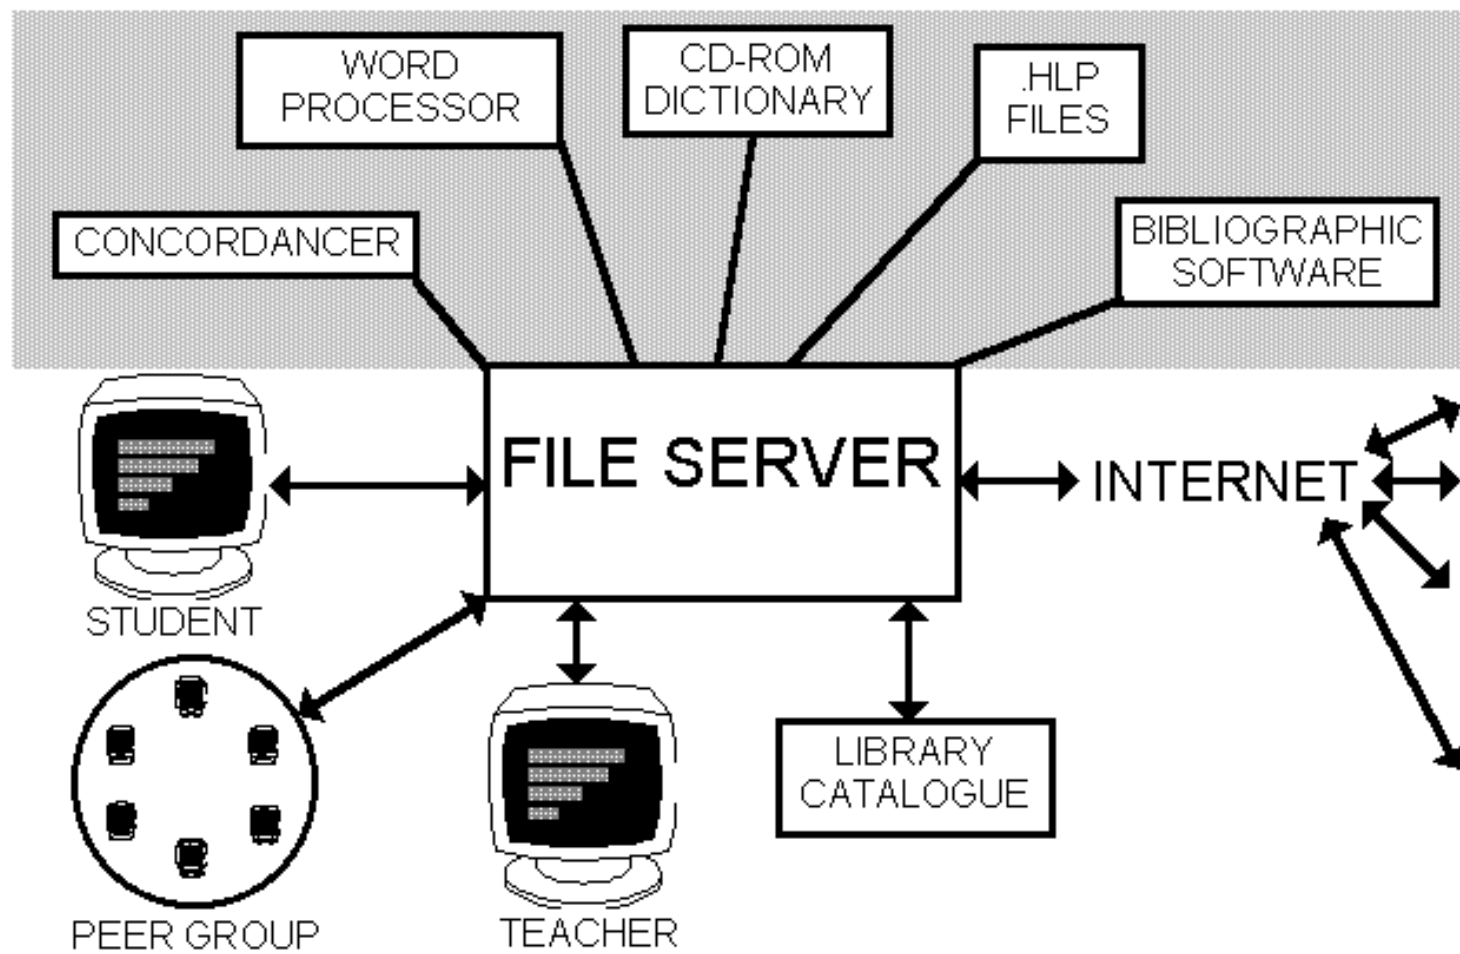 WORD
PROCESSOR
CD-ROM
DICTIONARY
.HLP
FILES
CONCORDANCER
BIBLIOGRAPHIC
SOFTWARE
FILE SERVER
INTERNET
STUDENT
LIBRARY
CATALOGUE
PEER GROUP
TEACHER